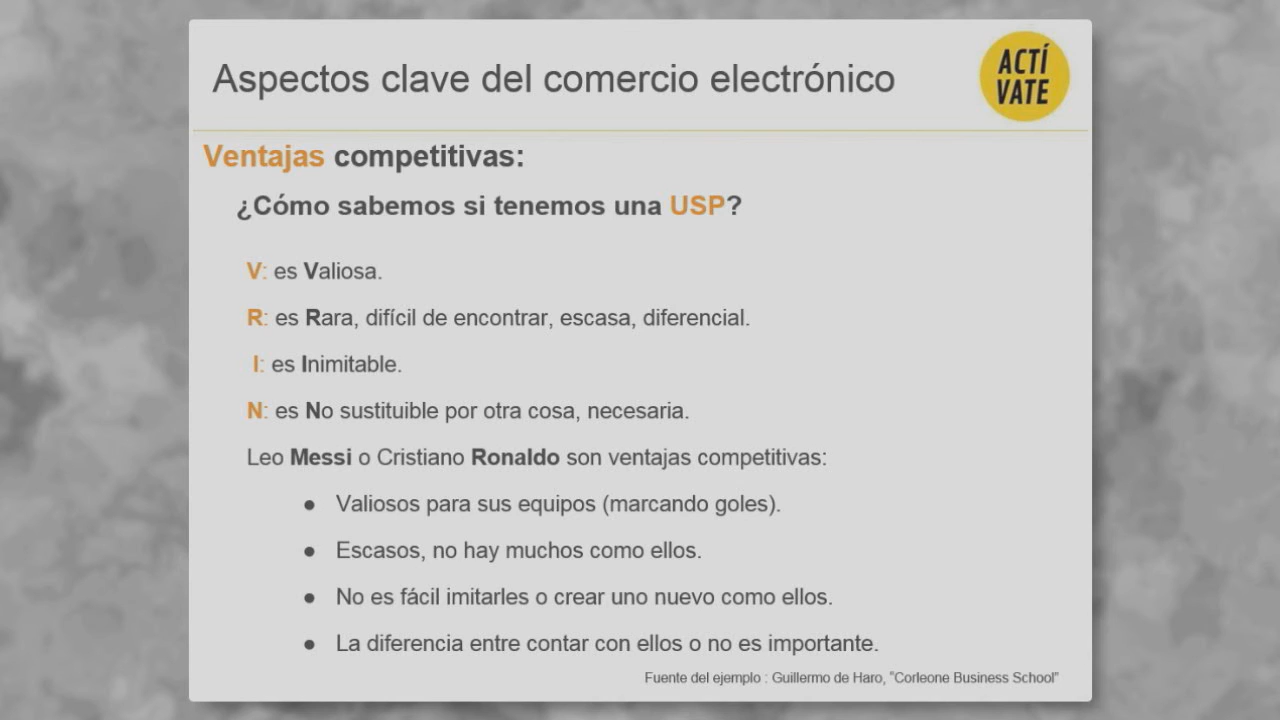 Aspectos clave del comercio electrónico
ACTÍ
VATE
Ventajas competitivas:
¿Cómo sabemos si tenemos una USP?
V: es Valiosa.
R: es Rara, difícil de encontrar, escasa, diferencial.
I: es Inimitable.
N: es No sustituible por otra cosa, necesaria.
Leo Messi o Cristiano Ronaldo son ventajas competitivas:
● Valiosos para sus equipos (marcando goles).
● Escasos, no hay muchos como ellos.
● No es fácil imitarles o crear uno nuevo como ellos.
● La diferencia entre contar con ellos o no es importante.
Fuente del ejemplo : Guillermo de Haro, "Corleone Business School"